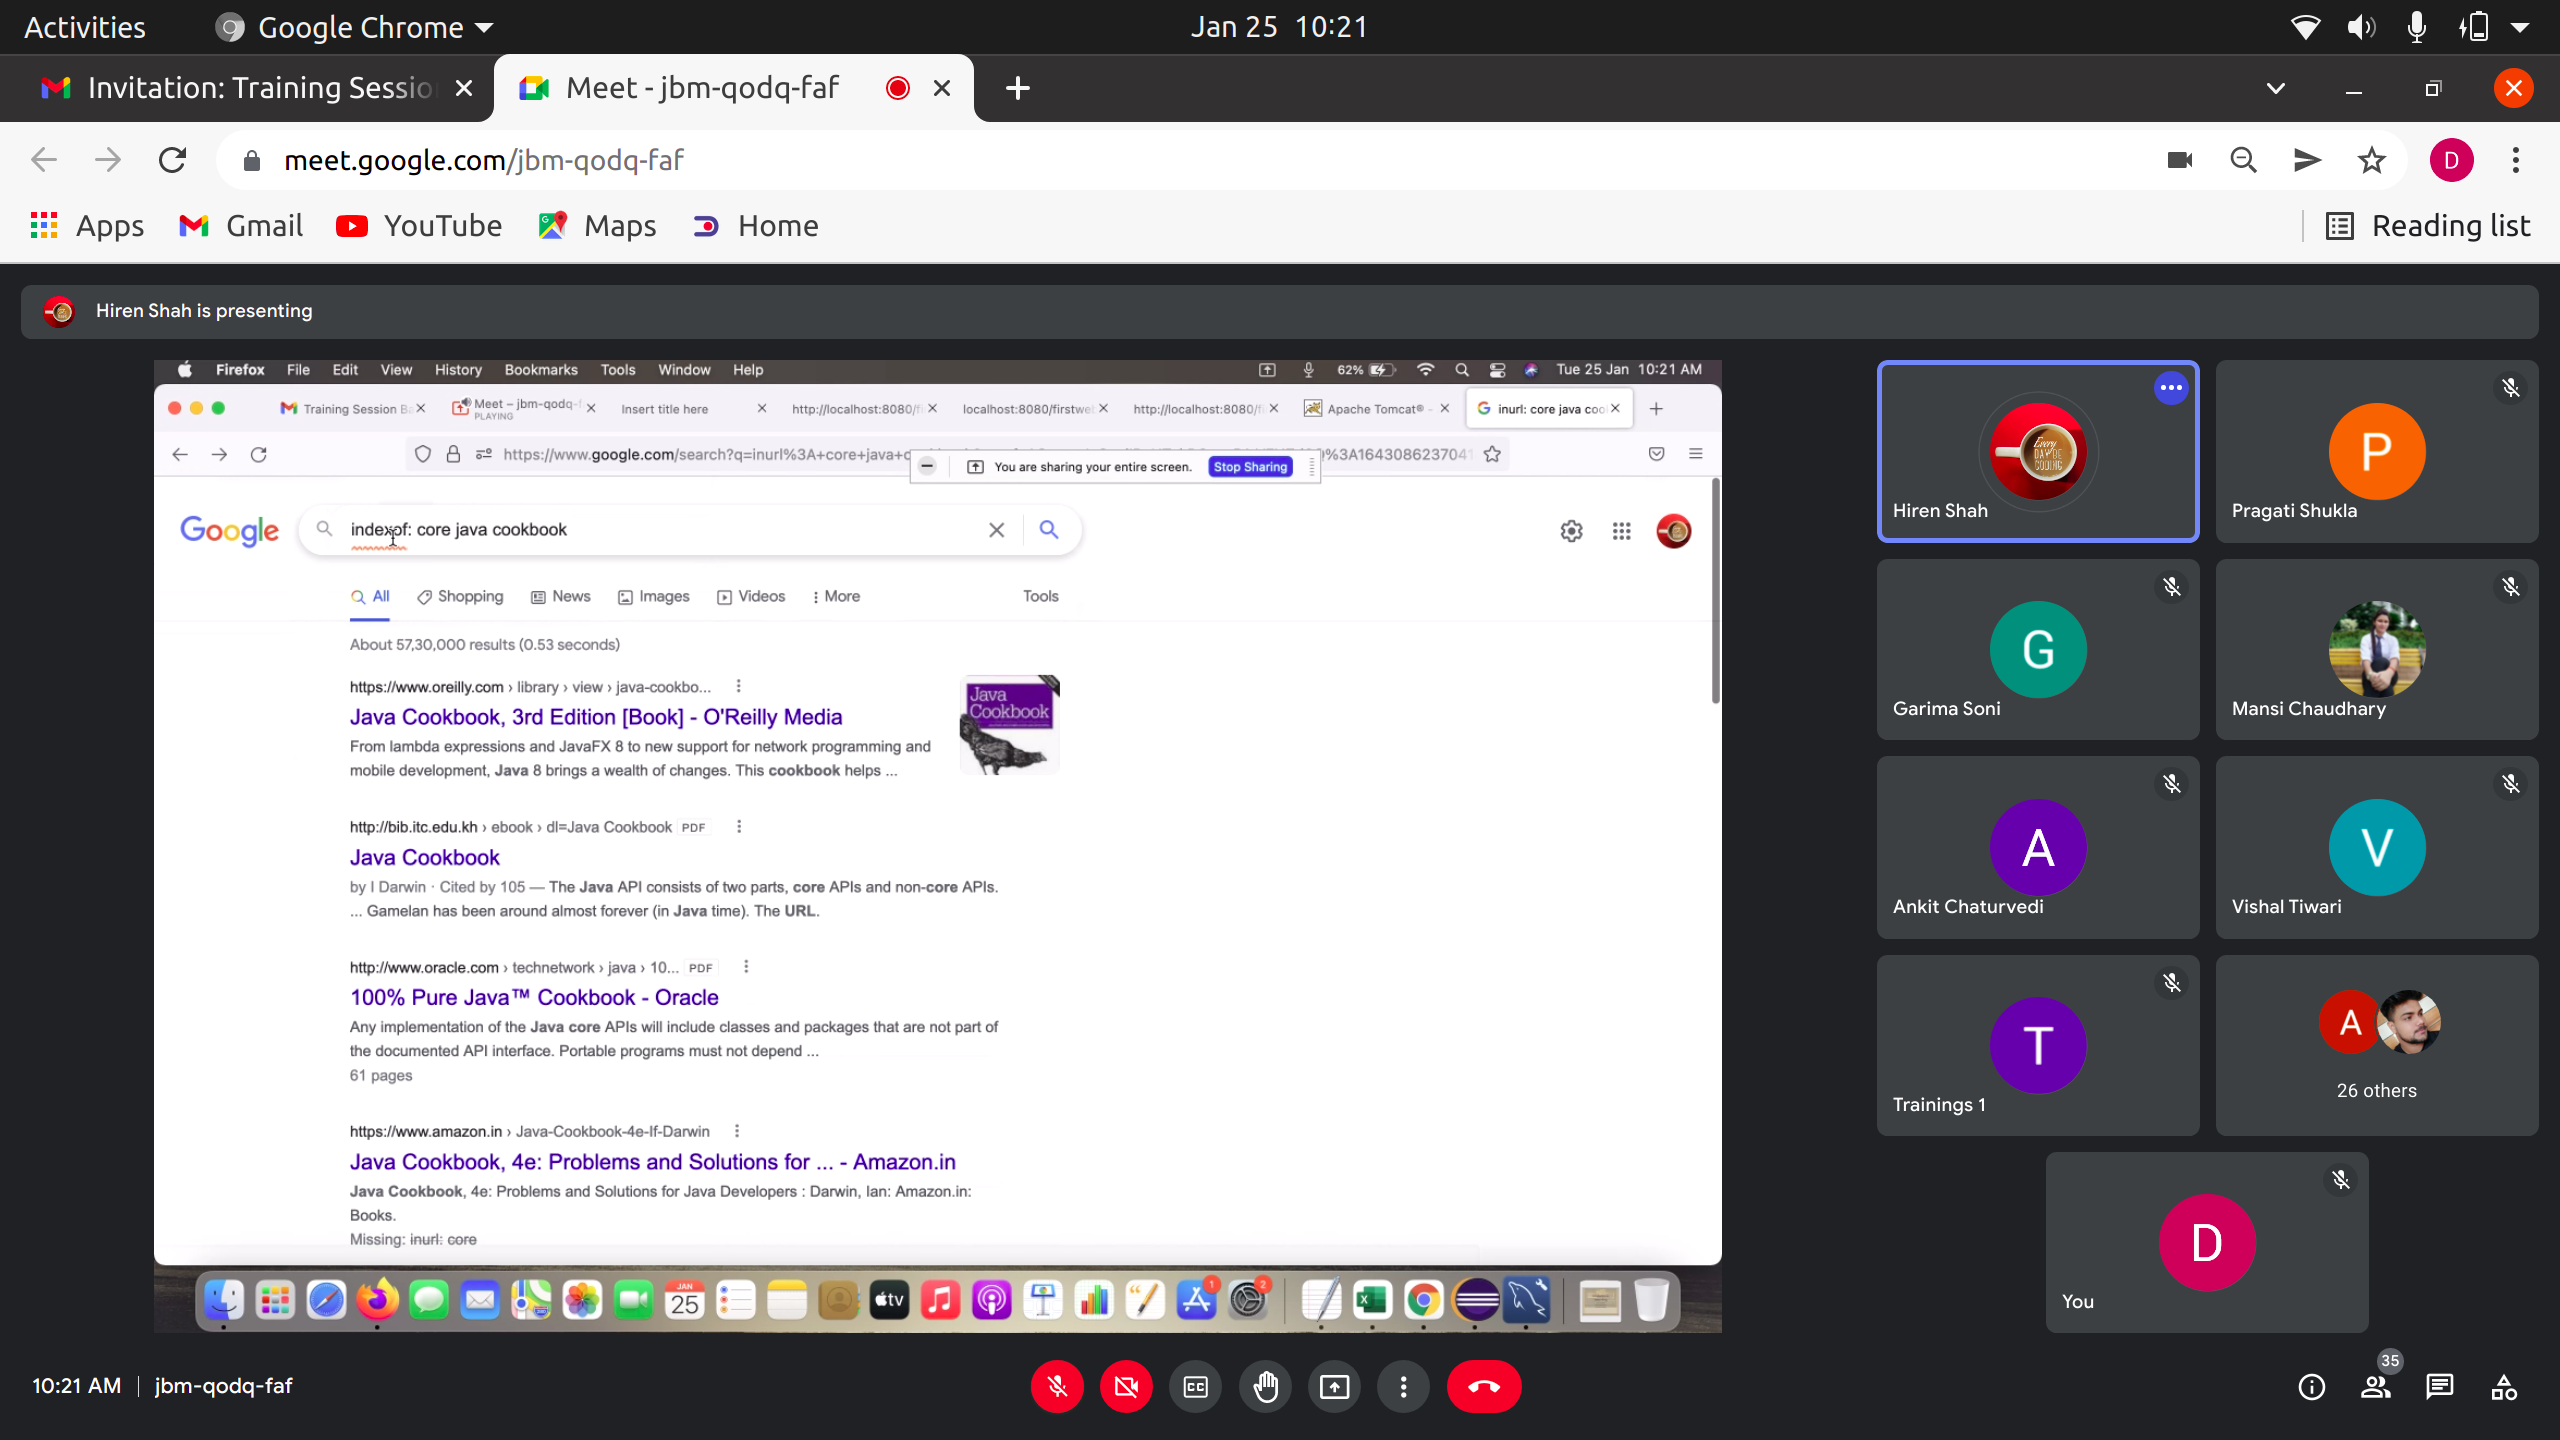 Activities
Google Chrome
Jan 25 10:21
Invitation: Training Sessio
Meet - jbm-qodq-faf
meet.google.com/jbm-qodq-faf
D
Apps
Gmail
YouTube
Maps
Home
Reading list
Hiren Shah is presenting
Firefox File Edit View History Bookmarks Tools Window Help
62%
Tue 25 Jan 10:21 AM
Training Session Ba
Meet – jbm-qodq-f
PLAYING
Insert title here
http://localhost:8080/fi
localhost:8080/firstwe
http://localhost:8080/fi
Apache Tomcat® -
inurl: core java coo
https://www.google.com/search?q=inurl%3A+core+java+c
%3A1643086237041
You are sharing your entire screen.
Stop Sharing
Google
indexof: core java cookbook
All
Shopping
News
Images
Videos
More
Tools
About 57,30,000 results (0.53 seconds)
https://www.oreilly.com › library › view › java-cookbo...
Java Cookbook, 3rd Edition [Book] - O'Reilly Media
From lambda expressions and JavaFX 8 to new support for network programming and
mobile development, Java 8 brings a wealth of changes. This cookbook helps ...
Java
Cookbook
http://bib.itc.edu.kh › ebook › dl=Java Cookbook PDF
Java Cookbook
by I Darwin · Cited by 105 — The Java API consists of two parts, core APIs and non-core APIs.
... Gamelan has been around almost forever (in Java time). The URL.
http://www.oracle.com › technetwork › java › 10... PDF
100% Pure Java™ Cookbook - Oracle
Any implementation of the Java core APIs will include classes and packages that are not part of
the documented API interface. Portable programs must not depend ...
61 pages
https://www.amazon.in › Java-Cookbook-4e-If-Darwin
Java Cookbook, 4e: Problems and Solutions for ... - Amazon.in
Java Cookbook, 4e: Problems and Solutions for Java Developers : Darwin, Ian: Amazon.in:
Books.
Missing: inurl: core
JAN
25
tv
1
2
Every
DAY BE
CODING
Hiren Shah
P
Pragati Shukla
G
Garima Soni
Mansi Chaudhary
A
Ankit Chaturvedi
V
Vishal Tiwari
T
Trainings 1
A
26 others
D
You
10:21 AM
jbm-qodq-faf
CC
35